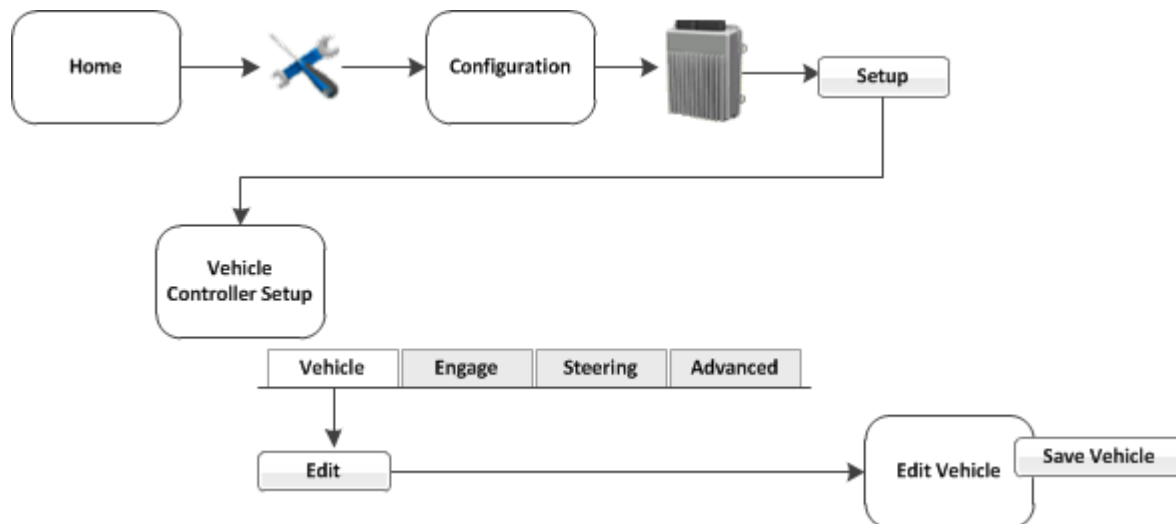 Home
Configuration
Setup
Vehicle
Controller Setup
Vehicle
Engage
Steering
Advanced
Edit
Edit Vehicle
Save Vehicle